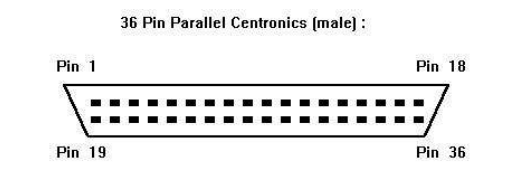 36 Pin Parallel Centronics (male) :
Pin 1 Pin 18
Pin 19 Pin 36